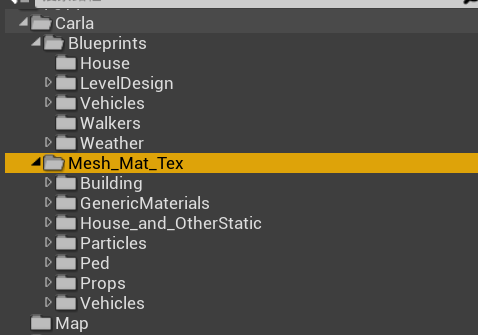 Carla
Blueprints
House
LevelDesign
Vehicles
Walkers
Weather
Mesh_Mat_Tex
Building
GenericMaterials
House_and_OtherStatic
Particles
Ped
Props
Vehicles
Map